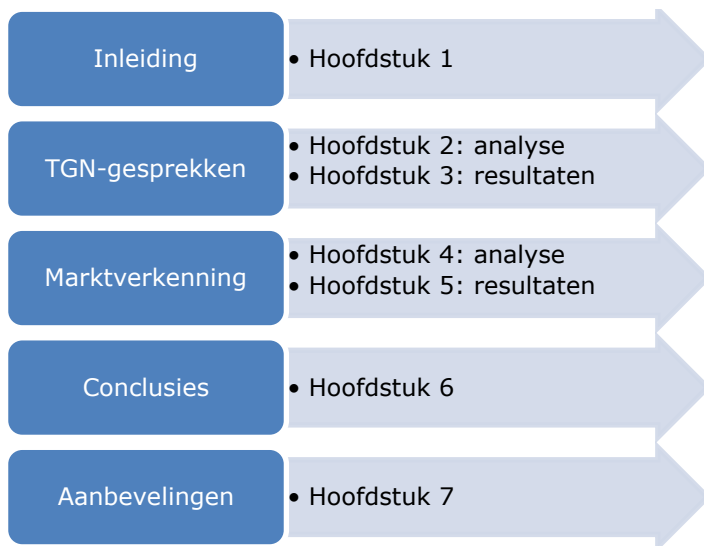 Inleiding
• Hoofdstuk 1
TGN-gesprekken
• Hoofdstuk 2: analyse
• Hoofdstuk 3: resultaten
Marktverkenning
• Hoofdstuk 4: analyse
• Hoofdstuk 5: resultaten
Conclusies
• Hoofdstuk 6
Aanbevelingen
• Hoofdstuk 7